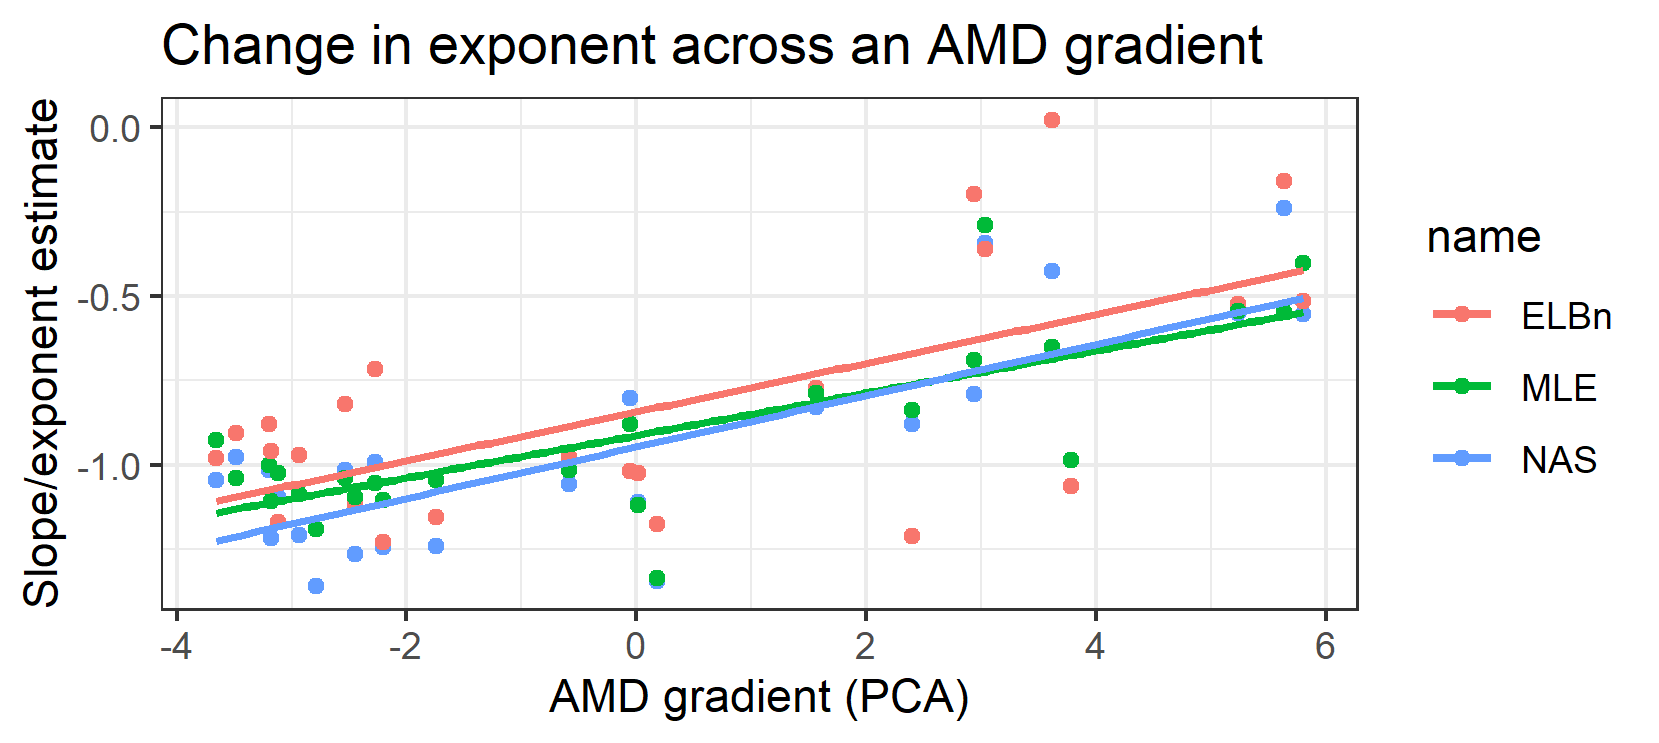 Change in exponent across an AMD gradient
Slope/exponent estimate
0.0
-0.5
-1.0
-4
-2
0
2
4
6
AMD gradient (PCA)
name
ELBn
MLE
NAS